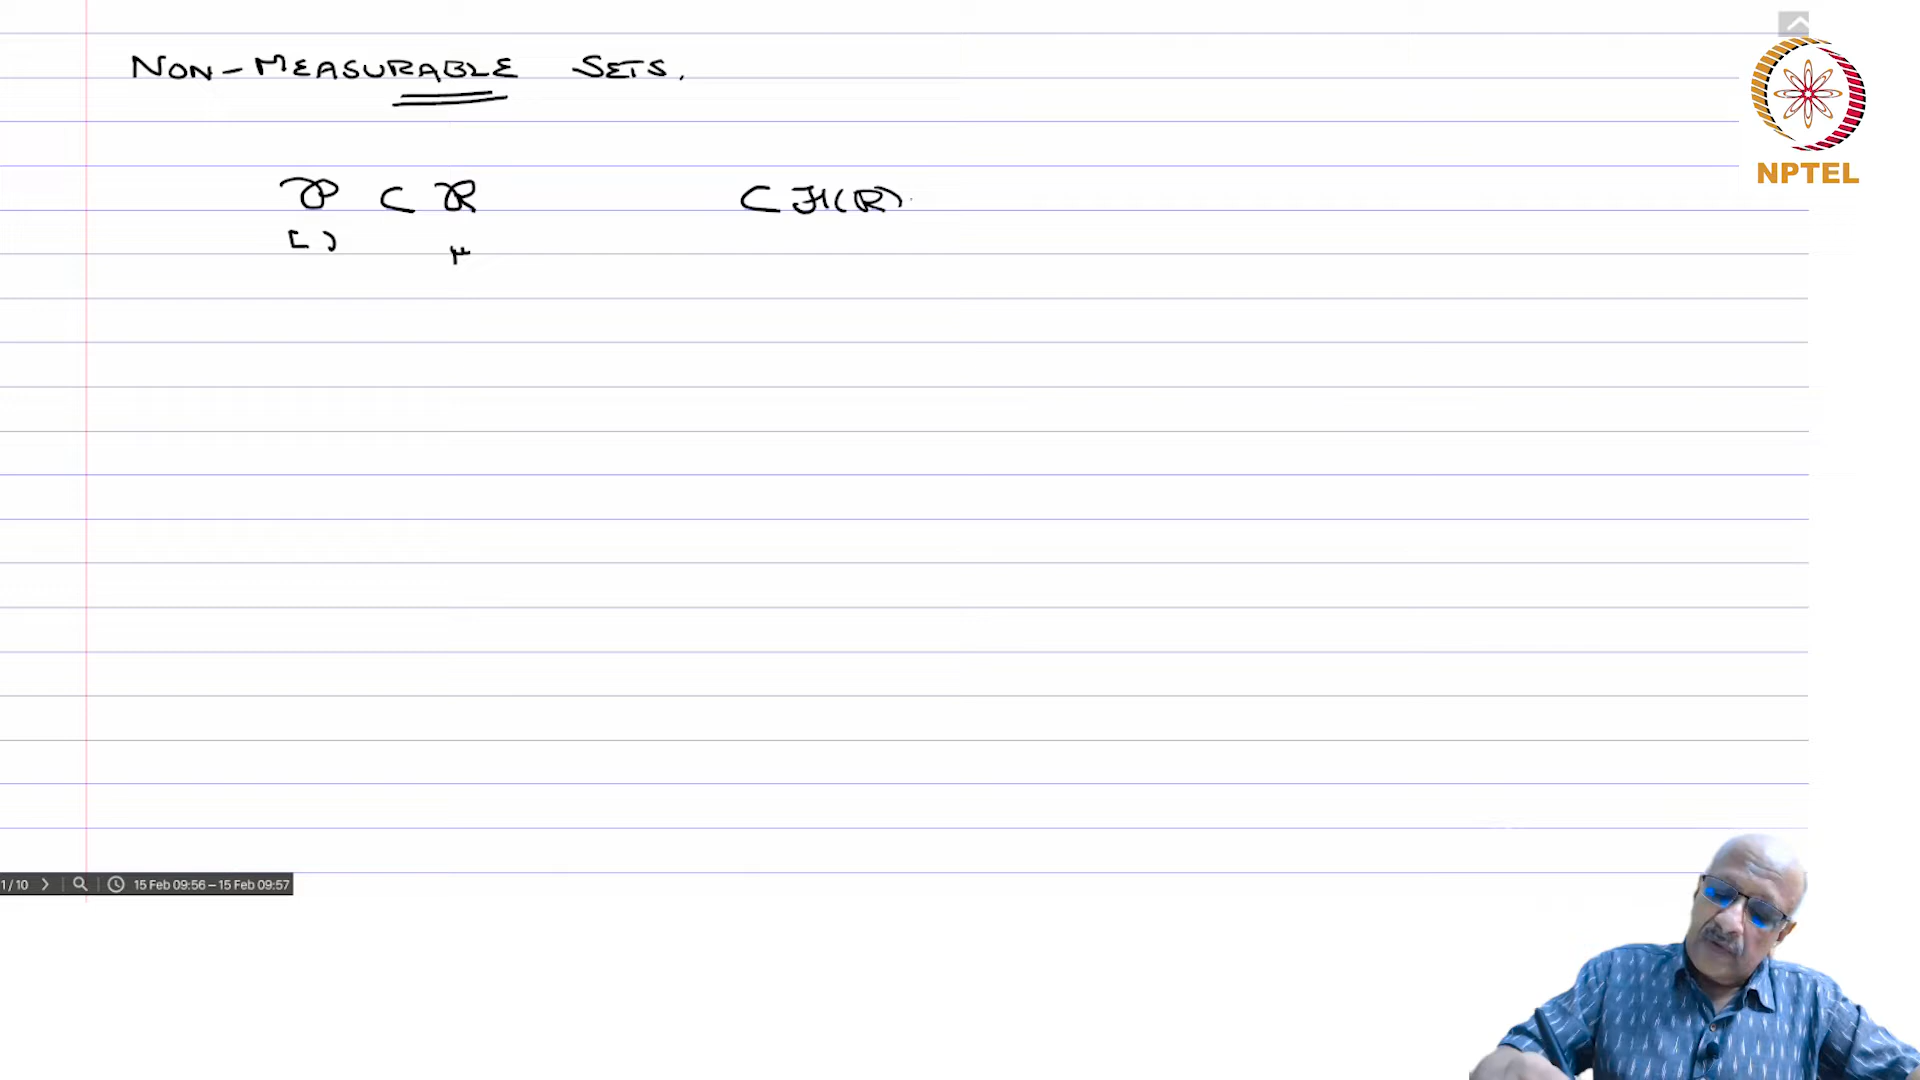 NON-MEASURABLE SETS.
NPTEL
𝒫 ⊂ ℛ ⊂ ℋ(ℛ).
[ ) μ
1/10 > 15 Feb 09:56 – 15 Feb 09:57